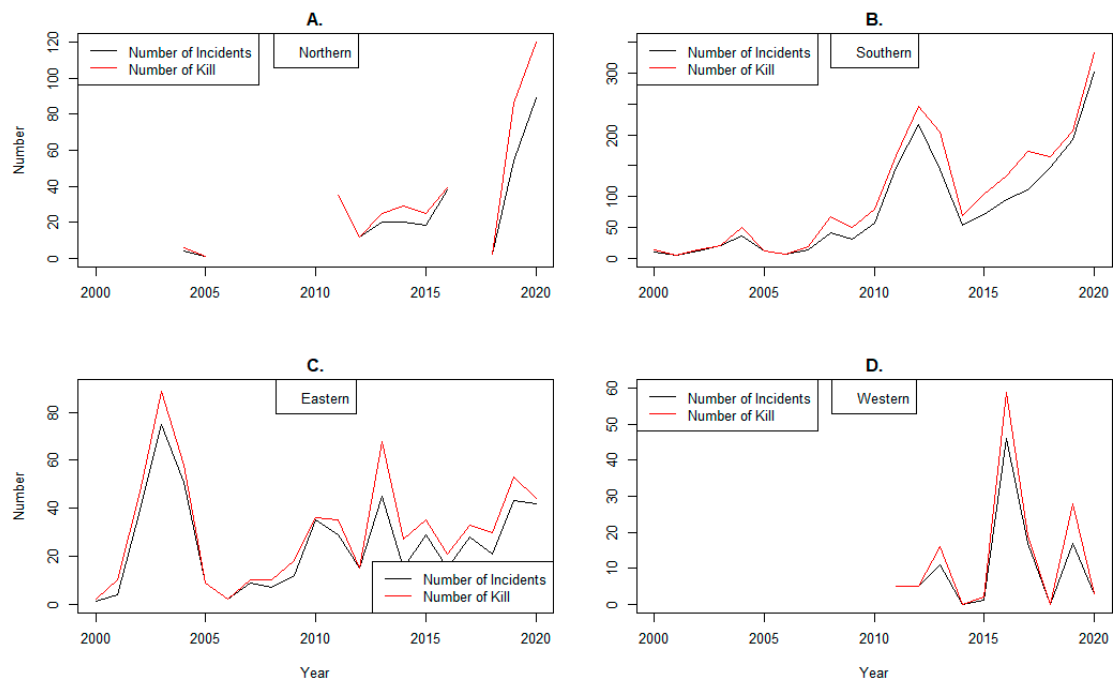 A.
Number of Incidents
Number of Kill
Northern
Number
120
100
80
60
40
20
0
2000 2005 2010 2015 2020
B.
Number of Incidents
Number of Kill
Southern
300
200
100
50
0
2000 2005 2010 2015 2020
C.
Eastern
Number
80
60
40
20
0
Number of Incidents
Number of Kill
2000 2005 2010 2015 2020
Year
D.
Number of Incidents
Number of Kill
Western
60
50
40
30
20
10
0
2000 2005 2010 2015 2020
Year